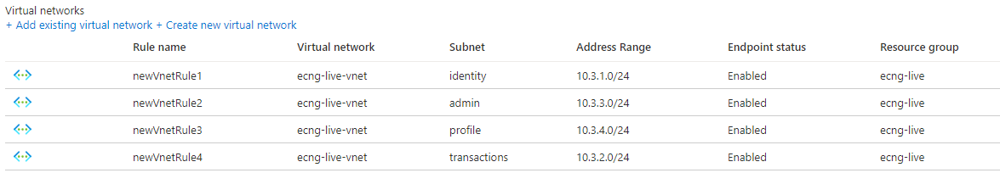 Virtual networks
+ Add existing virtual network + Create new virtual network
Rule name Virtual network Subnet Address Range Endpoint status Resource group
newVnetRule1 ecng-live-vnet identity 10.3.1.0/24 Enabled ecng-live
newVnetRule2 ecng-live-vnet admin 10.3.3.0/24 Enabled ecng-live
newVnetRule3 ecng-live-vnet profile 10.3.4.0/24 Enabled ecng-live
newVnetRule4 ecng-live-vnet transactions 10.3.2.0/24 Enabled ecng-live